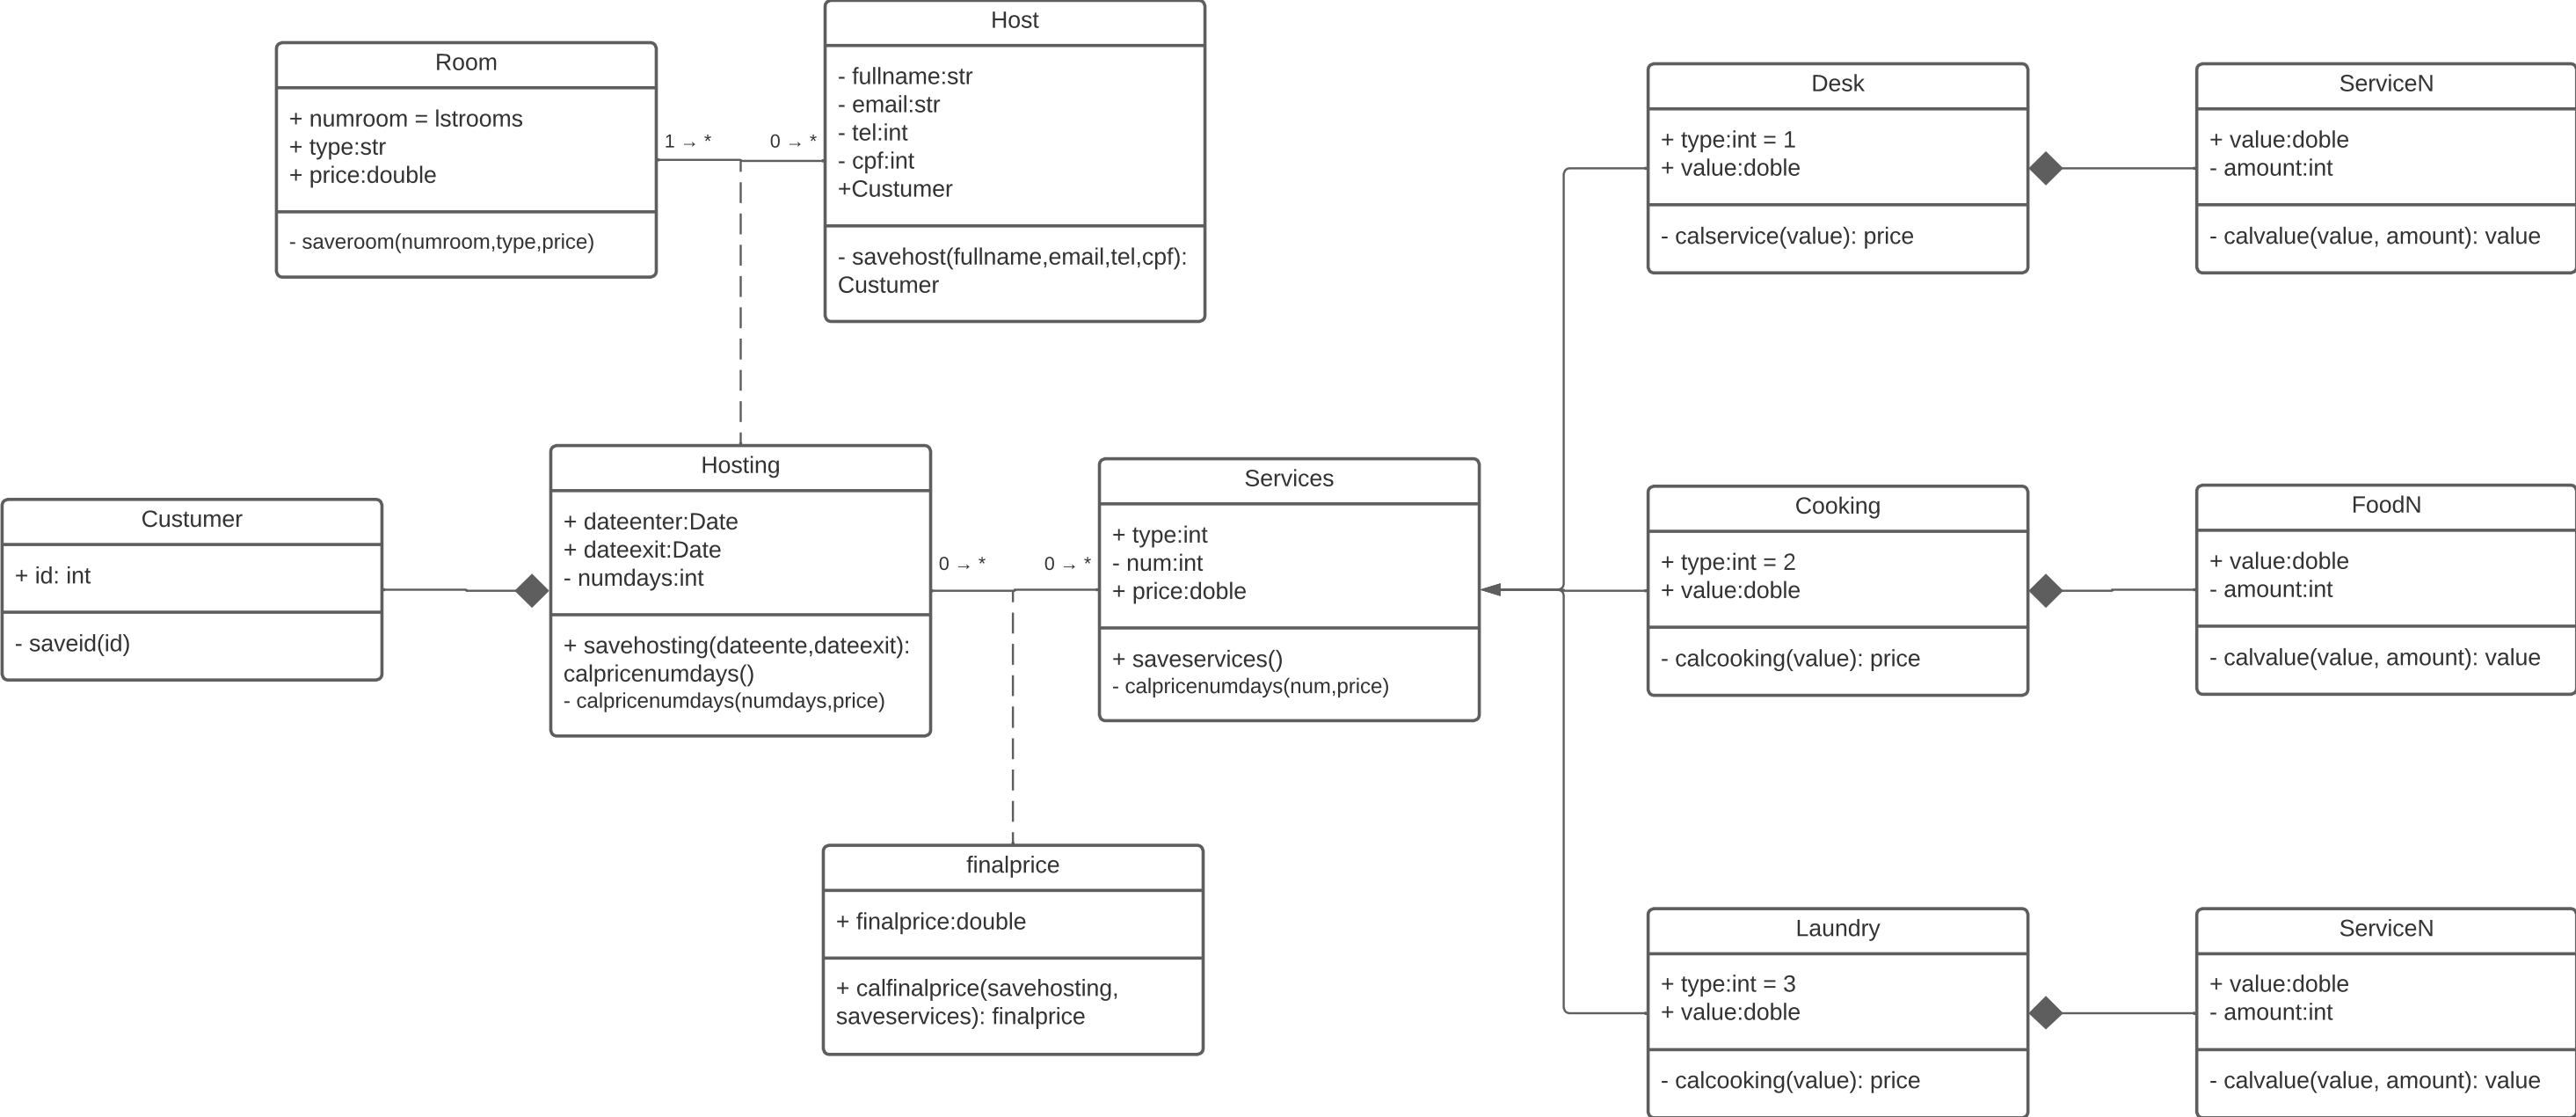 Host
- fullname:str
- email:str
- tel:int
- cpf:int
+Custumer
- savehost(fullname,email,tel,cpf):
Custumer
Room
+ numroom = lstrooms
+ type:str
+ price:double
- saveroom(numroom,type,price)
1 → *
0 → *
Desk
+ type:int = 1
+ value:doble
- calservice(value): price
ServiceN
+ value:doble
- amount:int
- calvalue(value, amount): value
Custumer
+ id: int
- saveid(id)
Hosting
+ dateenter:Date
+ dateexit:Date
- numdays:int
+ savehosting(dateente,dateexit):
calpricenumdays()
- calpricenumdays(numdays,price)
0 → *
0 → *
Services
+ type:int
- num:int
+ price:doble
+ saveservices()
- calpricenumdays(num,price)
Cooking
+ type:int = 2
+ value:doble
- calcooking(value): price
FoodN
+ value:doble
- amount:int
- calvalue(value, amount): value
finalprice
+ finalprice:double
+ calfinalprice(savehosting,
saveservices): finalprice
Laundry
+ type:int = 3
+ value:doble
- calcooking(value): price
ServiceN
+ value:doble
- amount:int
- calvalue(value, amount): value